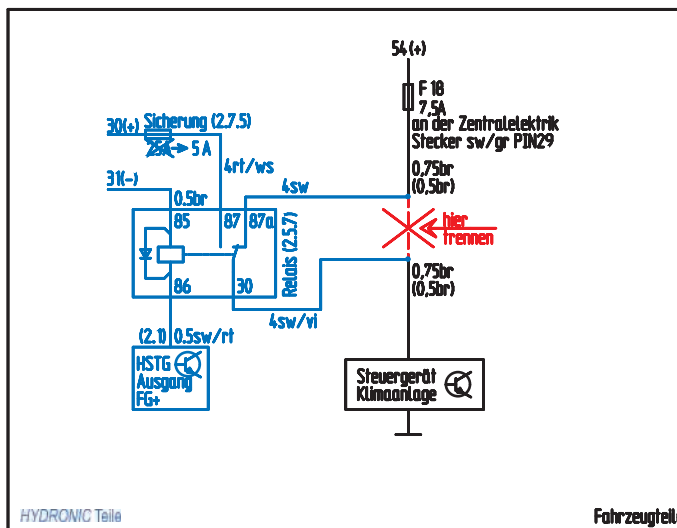 54(+)
F 18
7,5A
an der Zentralelektrik
Stecker sw/gr PIN29
30(+) Sicherung (2.7.5)
25A → 5 A
4rt/ws
31(-)
0.5br
4sw
0,75br
(0,5br)
85 87 87a
Relais (2.5.7)
hier
trennen
86 30
0,75br
(0,5br)
4sw/vi
(2.1) 0.5sw/rt
HSTG
Ausgang
FG+
Steuergerät
Klimaanlage
HYDRONIC Teile
Fahrzeugteile